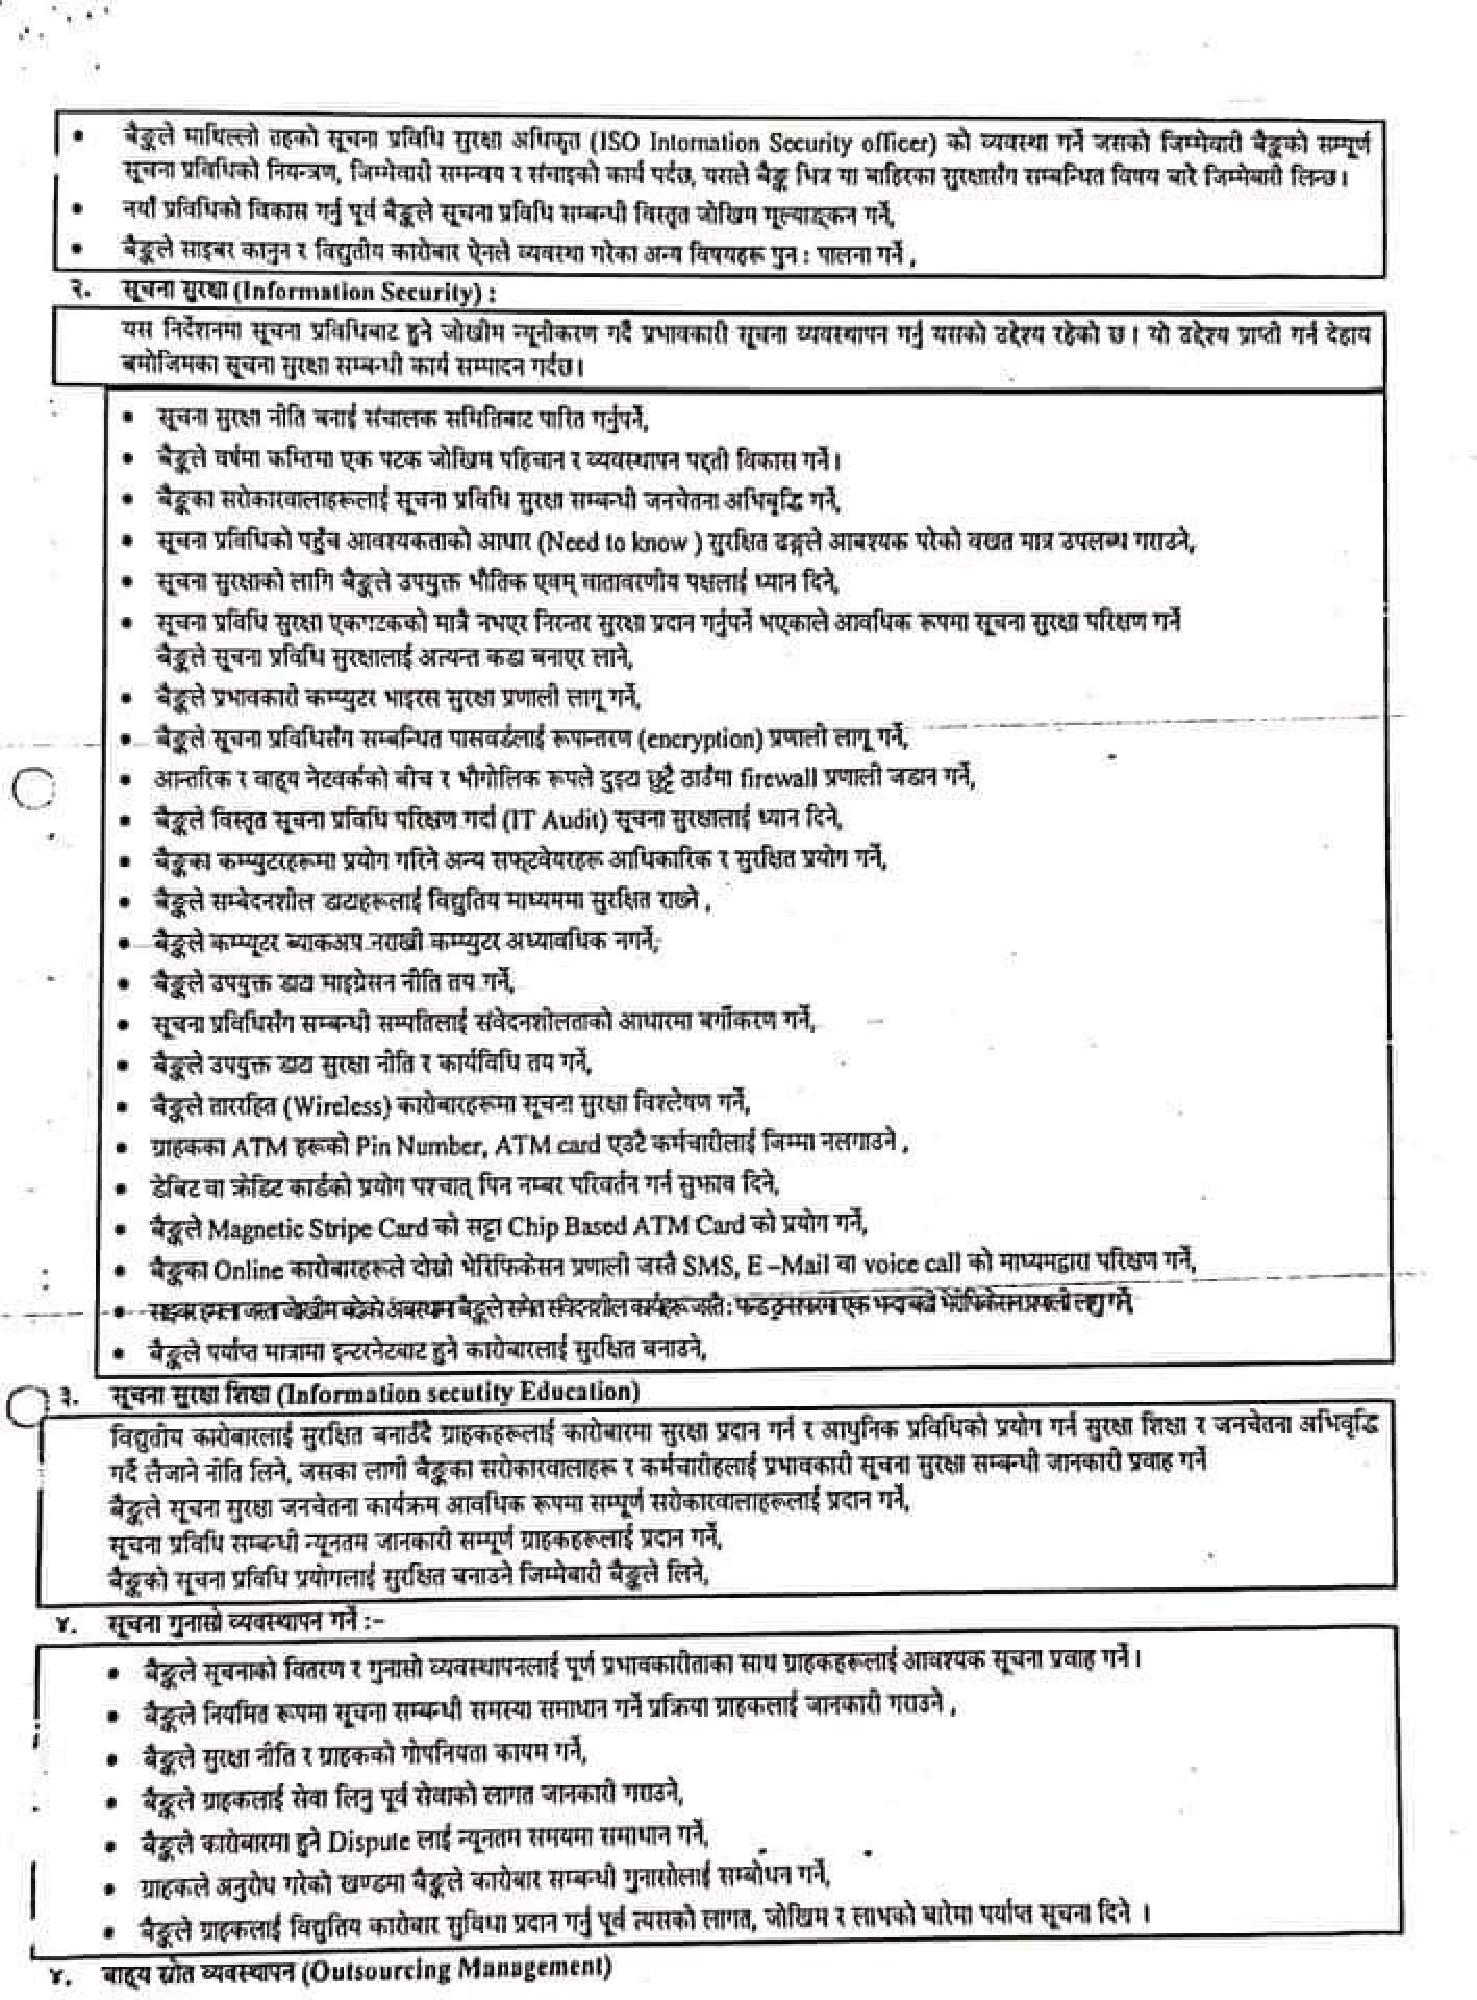 • बैङ्कले माथिल्लो तहको सूचना प्रविधि सुरक्षा अधिकृत (ISO Intornation Security officer) को व्यवस्था गर्ने जसको जिम्मेवारी बैङ्कको सम्पूर्ण
सूचना प्रविधिको नियन्त्रण, जिम्मेवारी समन्वय र संचाइको कार्य पर्दछ, यसले बैङ्क भित्र या बाहिरका सुरक्षासँग सम्बन्धित विषय बारे जिम्मेबारी लिन्छ।
• नयाँ प्रविधिको विकास गर्नु पूर्व बैङ्कले सूचना प्रविधि सम्बन्धी विस्तृत जोखिम मूल्याङ्कन गर्ने,
• बैङ्कले साइबर कानुन र विद्युतीय कारोबार ऐनले व्यवस्था गरेका अन्य विषयहरू पुन: पालना गर्ने,
२. सूचना सुरक्षा (Information Security) :
यस निर्देशनमा सूचना प्रविधिबाट हुने जोखीम न्यूनीकरण गर्दै प्रभावकारी सूचना व्यवस्थापन गर्नु यसको उद्देश्य रहेको छ। यो उद्देश्य प्राप्ती गर्न देहाय
बमोजिमका सूचना सुरक्षा सम्बन्धी कार्य सम्पादन गर्दछ।
• सूचना सुरक्षा नीति बनाई संचालक समितिबाट पारित गर्नुपर्ने,
• बैङ्कले वर्षमा कम्तिमा एक पटक जोखिम पहिचान र व्यवस्थापन पद्दती विकास गर्ने।
• बैङ्कका सरोकारवालाहरूलाई सूचना प्रविधि सुरक्षा सम्बन्धी जनचेतना अभिबृद्धि गर्ने,
• सूचना प्रविधिको पहुँच आवश्यकताको आधार (Need to know ) सुरक्षित ढङ्गले आबश्यक परेको वखत मात्र उपलब्ध गराउने,
• सूचना सुरक्षाको लागि बैङ्कले उपयुक्त भौतिक एवम् वातावरणीय पक्षलाई ध्यान दिने,
• सूचना प्रविधि सुरक्षा एकपटकको मात्रै नभएर निरन्तर सुरक्षा प्रदान गर्नुपर्ने भएकाले आवधिक रूपमा सूचना सुरक्षा परिक्षण गर्ने
बैङ्कले सूचना प्रविधि सुरक्षालाई अत्यन्त कडा बनाएर लाने,
• बैङ्कले प्रभावकारी कम्प्युटर भाइरस सुरक्षा प्रणाली लागू गर्ने,
• बैङ्कले सूचना प्रविधिसँग सम्बन्धित पासवर्डलाई रूपान्तरण (encryption) प्रणाली लागू गर्ने,
• आन्तरिक र वाह्य नेटवर्कको बीच र भौगोलिक रूपले दुइटा छुट्टै ठाउँमा firewall प्रणाली जडान गर्ने,
• बैङ्कले विस्तृत सूचना प्रविधि परिक्षण गर्दा (IT Audit) सूचना सुरक्षालाई ध्यान दिने,
• बैङ्कका कम्प्युटरहरूमा प्रयोग गरिने अन्य सफ्टवेयरहरू आधिकारिक र सुरक्षित प्रयोग गर्ने,
• बैङ्कले सम्बेदनशील डाटाहरूलाई विद्युतिय माध्यममा सुरक्षित राख्ने ,
• बैङ्कले कम्प्यूटर ब्याकअप नराखी कम्प्युटर अध्यावधिक नगर्ने,
• बैङ्कले उपयुक्त डाटा माइग्रेसन नीति तय गर्ने,
• सूचना प्रविधिसँग सम्बन्धी सम्पतिलाई संवेदनशीलताको आधारमा बर्गीकरण गर्ने,
• बैङ्कले उपयुक्त डाटा सुरक्षा नीति र कार्यविधि तय गर्ने,
• बैङ्कले ताररहित (Wireless) कारोबारहरूमा सूचना सुरक्षा विश्लेषण गर्ने,
• ग्राहकका ATM हरूको Pin Number, ATM card एउटै कर्मचारीलाई जिम्मा नलगाउने ,
• डेबिट वा क्रेडिट कार्डको प्रयोग पश्चात् पिन नम्बर परिवर्तन गर्न सुझाव दिने,
• बैङ्कले Magnetic Stripe Card को सट्टा Chip Based ATM Card को प्रयोग गर्ने,
• बैङ्कका Online कारोबारहरूले दोस्रो भेरिफिकेसन प्रणाली जस्तै SMS, E –Mail वा voice call को माध्यमद्वारा परिक्षण गर्ने,
• साइबर हमला जस्ता जोखीम बढेको अवस्थामा बैङ्कले समेत संवेदनशील कार्यहरू जस्तै: फन्ड ट्रान्सफरमा एक भन्दा बढी भेरीफिकेसन प्रणाली लागु गर्ने,
• बैङ्कले पर्याप्त मात्रामा इन्टरनेटबाट हुने कारोबारलाई सुरक्षित बनाउने,
३. सूचना सुरक्षा शिक्षा (Information secutity Education)
विद्युतीय कारोबारलाई सुरक्षित बनाउँदै ग्राहकहरूलाई कारोबारमा सुरक्षा प्रदान गर्न र आधुनिक प्रविधिको प्रयोग गर्न सुरक्षा शिक्षा र जनचेतना अभिवृद्धि
गर्दै लैजाने नीति लिने, जसका लागी बैङ्कका सरोकारवालाहरू र कर्मचारीहलाई प्रभावकारी सूचना सुरक्षा सम्बन्धी जानकारी प्रवाह गर्ने
बैङ्कले सूचना सुरक्षा जनचेतना कार्यक्रम आवधिक रूपमा सम्पूर्ण सरोकारवालाहरूलाई प्रदान गर्ने,
सूचना प्रविधि सम्बन्धी न्यूनतम जानकारी सम्पूर्ण ग्राहकहरूलाई प्रदान गर्ने,
बैङ्कको सूचना प्रविधि प्रयोगलाई सुरक्षित बनाउने जिम्मेबारी बैङ्कले लिने,
४. सूचना गुनासो व्यवस्थापन गर्ने :-
• बैङ्कले सूचनाको वितरण र गुनासो व्यवस्थापनलाई पूर्ण प्रभावकारीताका साथ ग्राहकहरूलाई आवश्यक सूचना प्रवाह गर्ने।
• बैङ्कले नियमित रूपमा सूचना सम्बन्धी समस्या समाधान गर्ने प्रक्रिया ग्राहकलाई जानकारी गराउने ,
• बैङ्कले सुरक्षा नीति र ग्राहकको गोपनियता कायम गर्ने,
• बैङ्कले ग्राहकलाई सेवा लिनु पूर्व सेवाको लागत जानकारी गराउने,
• बैङ्कले कारोबारमा हुने Dispute लाई न्यूनतम समयमा समाधान गर्ने,
• ग्राहकले अनुरोध गरेको खण्डमा बैङ्कले कारोबार सम्बन्धी गुनासोलाई सम्बोधन गर्ने,
• बैङ्कले ग्राहकलाई विद्युतिय कारोबार सुविधा प्रदान गर्नु पूर्व त्यसको लागत, जोखिम र लाभको बारेमा पर्याप्त सूचना दिने ।
४. बाह्य स्रोत व्यवस्थापन (Outsourcing Management)